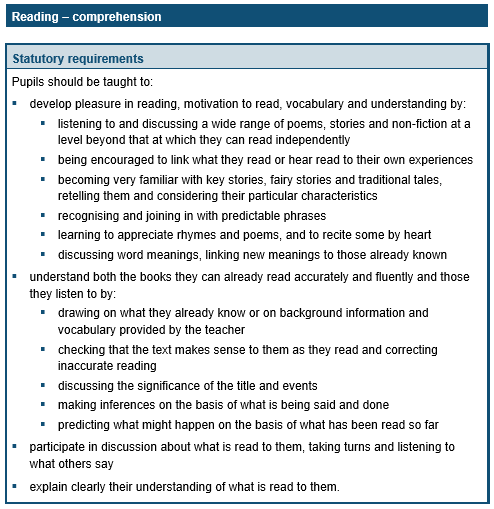 Reading – comprehension
Statutory requirements
Pupils should be taught to:
▪ develop pleasure in reading, motivation to read, vocabulary and understanding by:
▪ listening to and discussing a wide range of poems, stories and non-fiction at a
level beyond that at which they can read independently
▪ being encouraged to link what they read or hear read to their own experiences
▪ becoming very familiar with key stories, fairy stories and traditional tales,
retelling them and considering their particular characteristics
▪ recognising and joining in with predictable phrases
▪ learning to appreciate rhymes and poems, and to recite some by heart
▪ discussing word meanings, linking new meanings to those already known
▪ understand both the books they can already read accurately and fluently and those
they listen to by:
▪ drawing on what they already know or on background information and
vocabulary provided by the teacher
▪ checking that the text makes sense to them as they read and correcting
inaccurate reading
▪ discussing the significance of the title and events
▪ making inferences on the basis of what is being said and done
▪ predicting what might happen on the basis of what has been read so far
▪ participate in discussion about what is read to them, taking turns and listening to
what others say
▪ explain clearly their understanding of what is read to them.